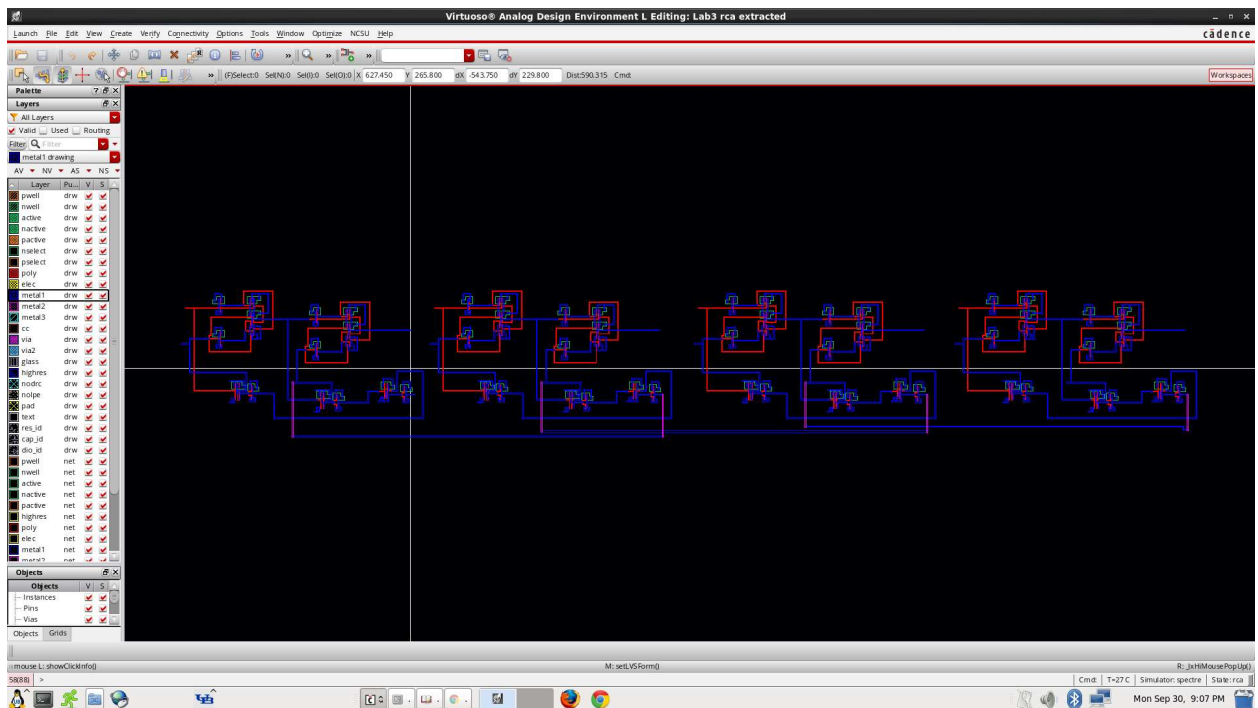 Virtuoso® Analog Design Environment L Editing: Lab3 rca extracted
Launch File Edit View Create Verify Connectivity Options Tools Window Optimize NCSU Help
cādence
(F)Select:0 Sel(N):0 Sel(I):0 Sel(O):0 X 627.450 Y 265.800 dX -543.750 dY 229.800 Dist:590.315 Cmd:
Workspaces
Palette
Layers
All Layers
Valid Used Routing
Filter Filter
metal1 drawing
AV NV AS NS
Layer Pu... V S
pwell drw
nwell drw
active drw
nactive drw
pactive drw
nselect drw
pselect drw
poly drw
elec drw
metal1 drw
metal2 drw
metal3 drw
cc drw
via drw
via2 drw
glass drw
highres drw
nodrc drw
nolpe drw
pad drw
text drw
res_id drw
cap_id drw
dio_id drw
pwell net
nwell net
active net
nactive net
pactive net
highres net
poly net
elec net
metal1 net
metal2 net
Objects
Objects V S
Instances
Pins
Vias
Objects Grids
mouse L: showClickInfo()
M: setLVSForm()
R: _lxHiMousePopUp()
58(88) >
Cmd: T=27 C Simulator: spectre State: rca
Mon Sep 30, 9:07 PM